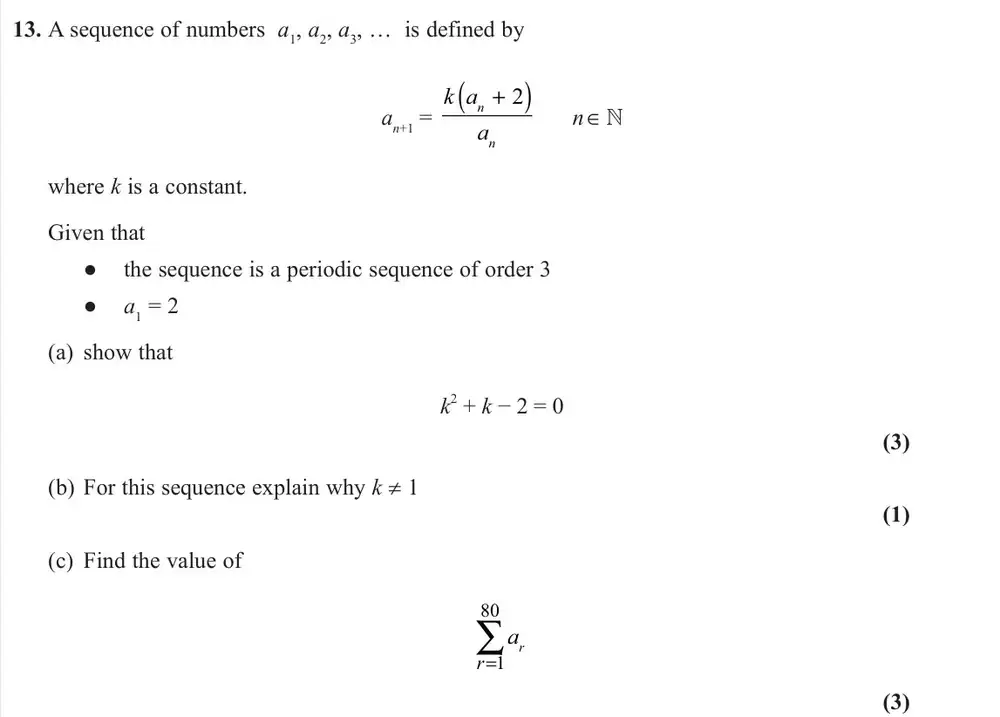 13. A sequence of numbers a₁, a₂, a₃, … is defined by
aₙ₊₁ = k(aₙ + 2) / aₙ n ∈ ℕ
where k is a constant.
Given that
● the sequence is a periodic sequence of order 3
● a₁ = 2
(a) show that
k² + k − 2 = 0
(3)
(b) For this sequence explain why k ≠ 1
(1)
(c) Find the value of
80
∑ aᵣ
r=1
(3)